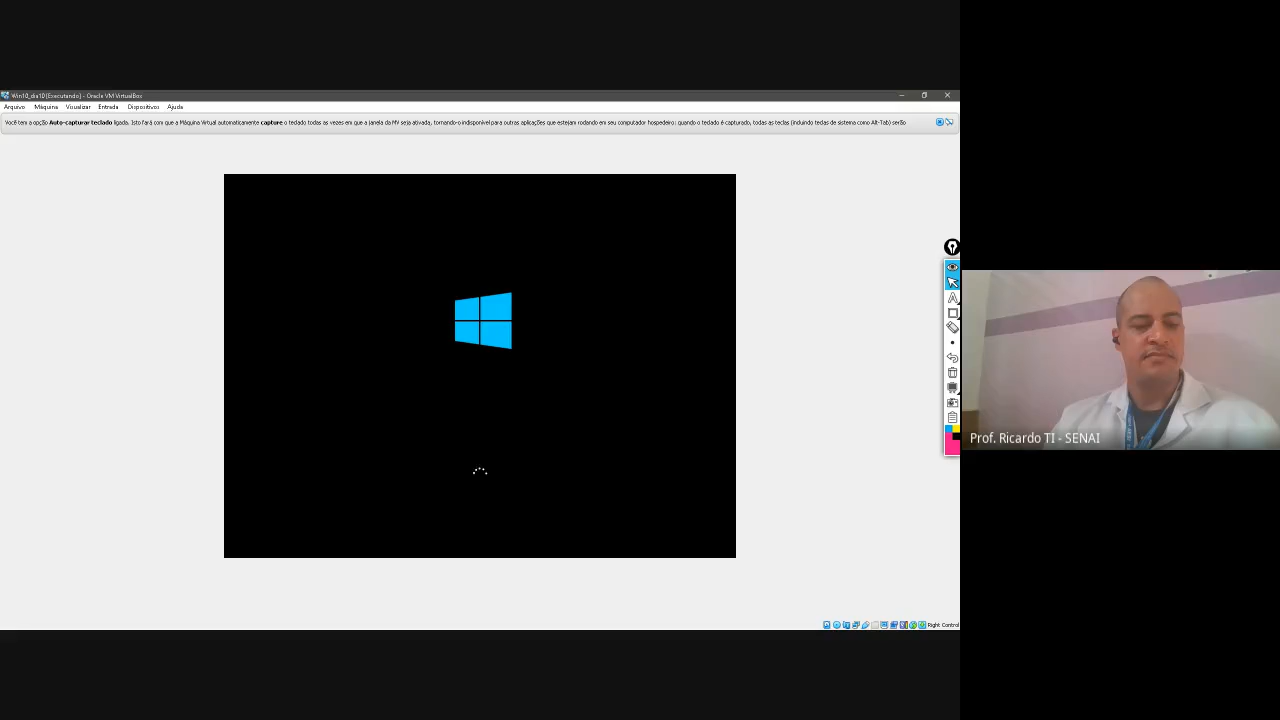 Win10_dia10 [Executando] - Oracle VM VirtualBox
Arquivo Máquina Visualizar Entrada Dispositivos Ajuda
Você tem a opção Auto-capturar teclado ligada. Isto fará com que a Máquina Virtual automaticamente capture o teclado todas as vezes em que a janela da MV seja ativada, tornando-o indisponível para outras aplicações que estejam rodando em seu computador hospedeiro: quando o teclado é capturado, todas as teclas (incluindo teclas de sistema como Alt-Tab) serão
Prof. Ricardo TI - SENAI
Right Control